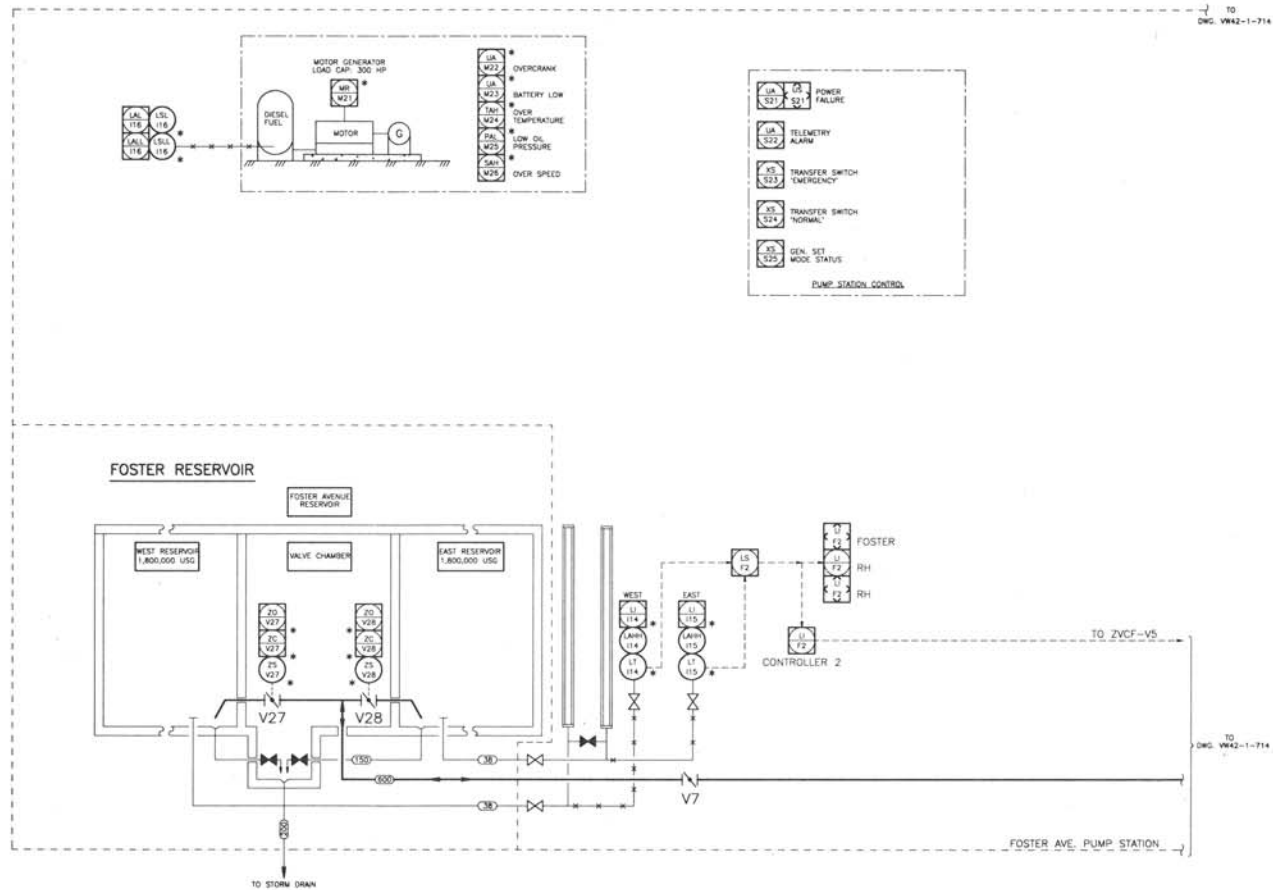 TO
DWG. VW42-1-714
MOTOR GENERATOR
LOAD CAP: 300 HP
MR
M21
*
DIESEL
FUEL
MOTOR
G
LAL
I16
LSL
I16
LALL
I16
LSLL
I16
*
*
UA
M22
*
OVERCRANK
UA
M23
*
BATTERY LOW
TAH
M24
*
OVER
TEMPERATURE
PAL
M25
*
LOW OIL
PRESSURE
SAH
M26
*
OVER SPEED
UA
S21
S21
POWER
FAILURE
UA
S22
TELEMETRY
ALARM
XS
S23
TRANSFER SWITCH
'EMERGENCY'
XS
S24
TRANSFER SWITCH
'NORMAL'
XS
S25
GEN. SET
MODE STATUS
PUMP STATION CONTROL
FOSTER RESERVOIR
FOSTER AVENUE
RESERVOIR
WEST RESERVOIR
1,800,000 USG
VALVE CHAMBER
EAST RESERVOIR
1,800,000 USG
ZO
V27
*
ZC
V27
*
ZS
V27
*
V27
ZO
V28
*
ZC
V28
*
ZS
V28
*
V28
WEST
LI
I14
*
LAHH
I14
LT
I14
*
EAST
LI
I15
*
LAHH
I15
LT
I15
*
LS
F2
F2
FOSTER
LI
F2
RH
F2
RH
LI
F2
CONTROLLER 2
TO ZVCF-V5
TO
DWG. VW42-1-714
150
38
600
V7
38
200
TO STORM DRAIN
FOSTER AVE. PUMP STATION